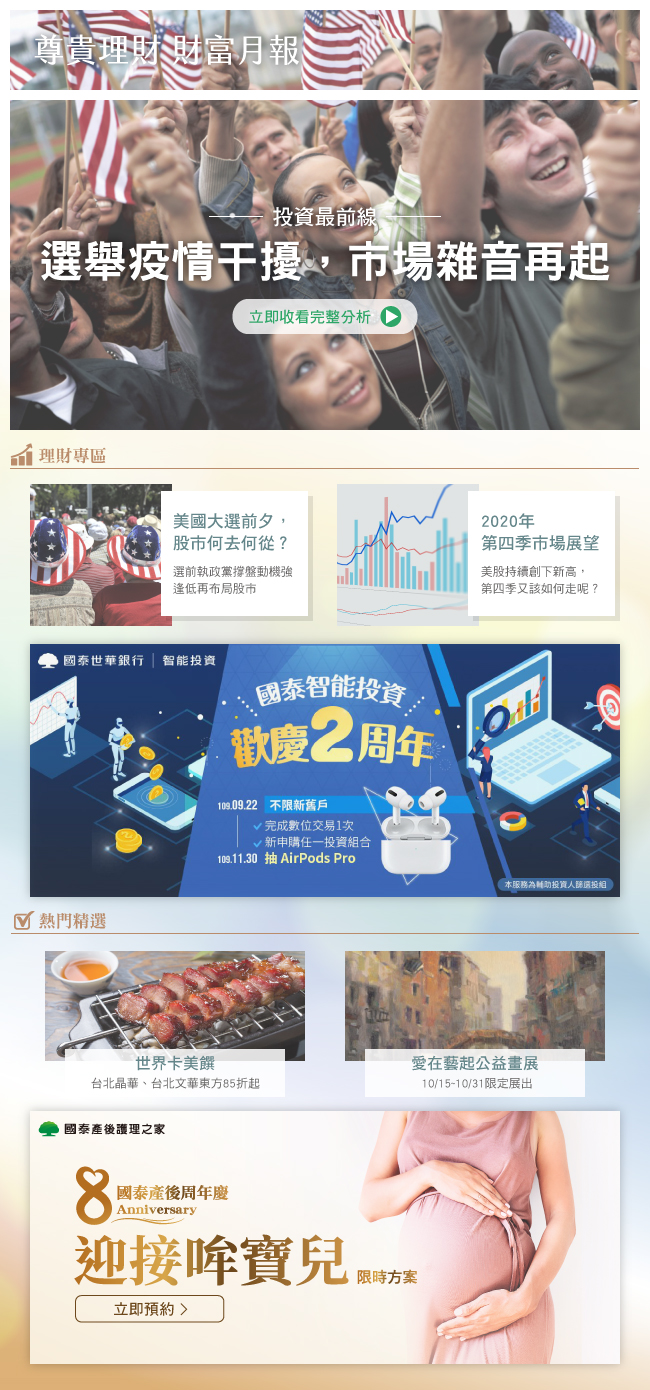 尊貴理財 財富月報
投資最前線
選舉疫情干擾，市場雜音再起
立即收看完整分析
理財專區
美國大選前夕，
股市何去何從？
選前執政黨撐盤動機強
逢低再布局股市
2020年
第四季市場展望
美股持續創下新高，
第四季又該如何走呢？
國泰世華銀行｜智能投資
國泰智能投資
歡慶2周年
109.09.22 不限新舊戶
完成數位交易1次
新申購任一投資組合
109.11.30 抽 AirPods Pro
本服務為輔助投資人篩選投組
熱門精選
世界卡美饌
台北晶華、台北文華東方85折起
愛在藝起公益畫展
10/15-10/31限定展出
國泰產後護理之家
8 國泰產後周年慶
Anniversary
迎接哞寶兒 限時方案
立即預約 >